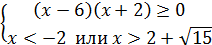 (x − 6)(x + 2) ≥ 0
x < −2 или x > 2 + √15